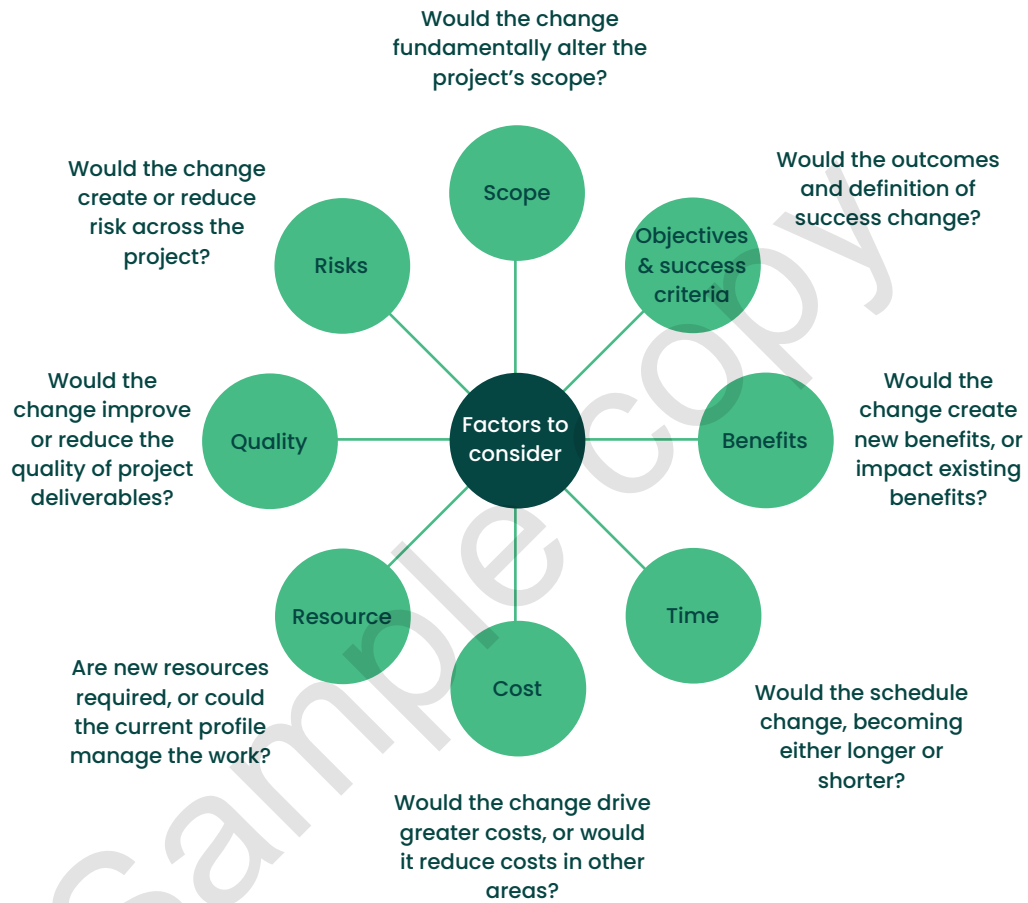 Would the change
fundamentally alter the
project's scope?
Scope
Would the outcomes
and definition of
success change?
Objectives
& success
criteria
Would the
change create
new benefits, or
impact existing
benefits?
Benefits
Would the schedule
change, becoming
either longer or
shorter?
Time
Would the change drive
greater costs, or would
it reduce costs in other
areas?
Cost
Are new resources
required, or could
the current profile
manage the work?
Resource
Would the
change improve
or reduce the
quality of project
deliverables?
Quality
Would the change
create or reduce
risk across the
project?
Risks
Factors to
consider
Sample copy